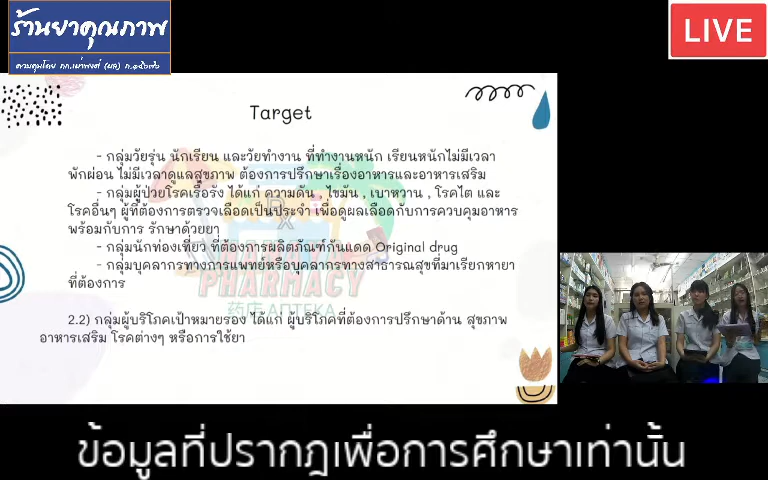 ร้านยาคุณภาพ
LIVE
Target
- กลุ่มวัยรุ่น นักเรียน และวัยทำงาน ที่ทำงานหนัก เรียนหนักไม่มีเวลา
พักผ่อน ไม่มีเวลาดูแลสุขภาพ ต้องการปรึกษาเรื่องอาหารและอาหารเสริม
- กลุ่มผู้ป่วยโรคเรื้อรัง ได้แก่ ความดัน , ไขมัน , เบาหวาน , โรคไต และ
โรคอื่นๆ ผู้ที่ต้องการตรวจเลือดเป็นประจำ เพื่อดูผลเลือดกับการควบคุมอาหาร
พร้อมกับการ รักษาด้วยยา
- กลุ่มนักท่องเที่ยว ที่ต้องการผลิตภัณฑ์กันแดด Original drug
- กลุ่มบุคลากรทางการแพทย์หรือบุคลากรทางสาธารณสุขที่มาเรียกหายา
ที่ต้องการ
PHARMACY
药店 APTEKA
2.2) กลุ่มผู้บริโภคเป้าหมายรอง ได้แก่ ผู้บริโภคที่ต้องการปรึกษาด้าน สุขภาพ
อาหารเสริม โรคต่างๆ หรือการใช้ยา
ข้อมูลที่ปรากฎเพื่อการศึกษาเท่านั้น